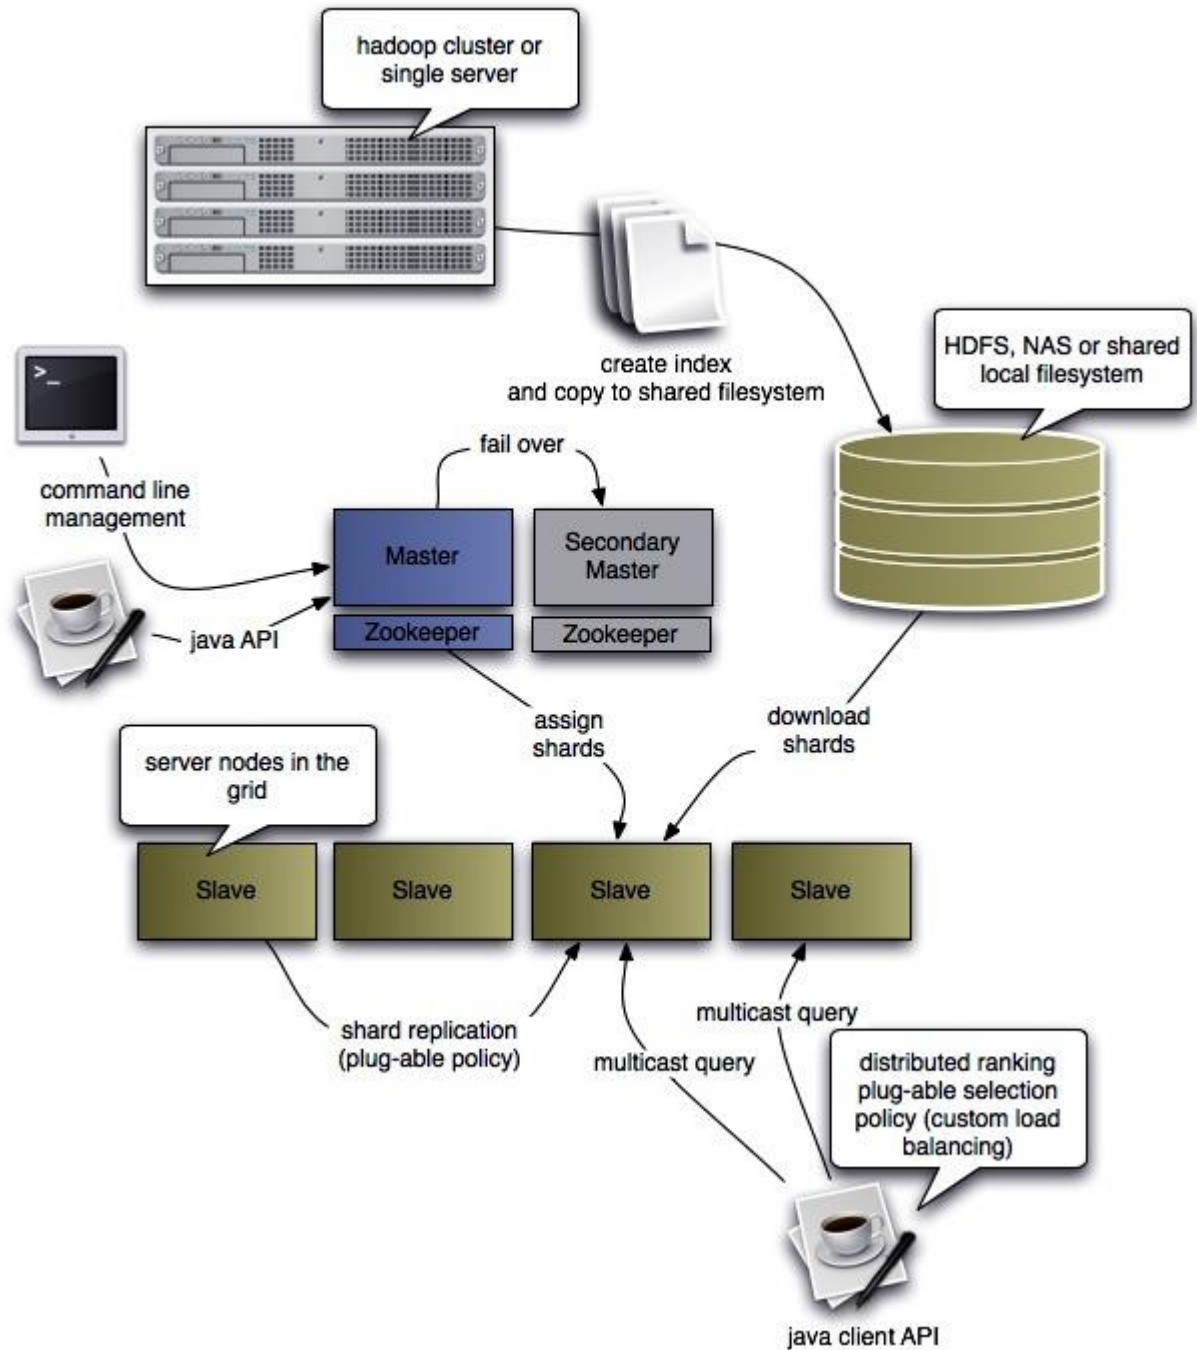 hadoop cluster or
single server
create index
and copy to shared filesystem
HDFS, NAS or shared
local filesystem
>_
command line
management
fail over
Master
Secondary
Master
java API
Zookeeper
Zookeeper
assign
shards
download
shards
server nodes in the
grid
Slave
Slave
Slave
Slave
shard replication
(plug-able policy)
multicast query
multicast query
distributed ranking
plug-able selection
policy (custom load
balancing)
java client API